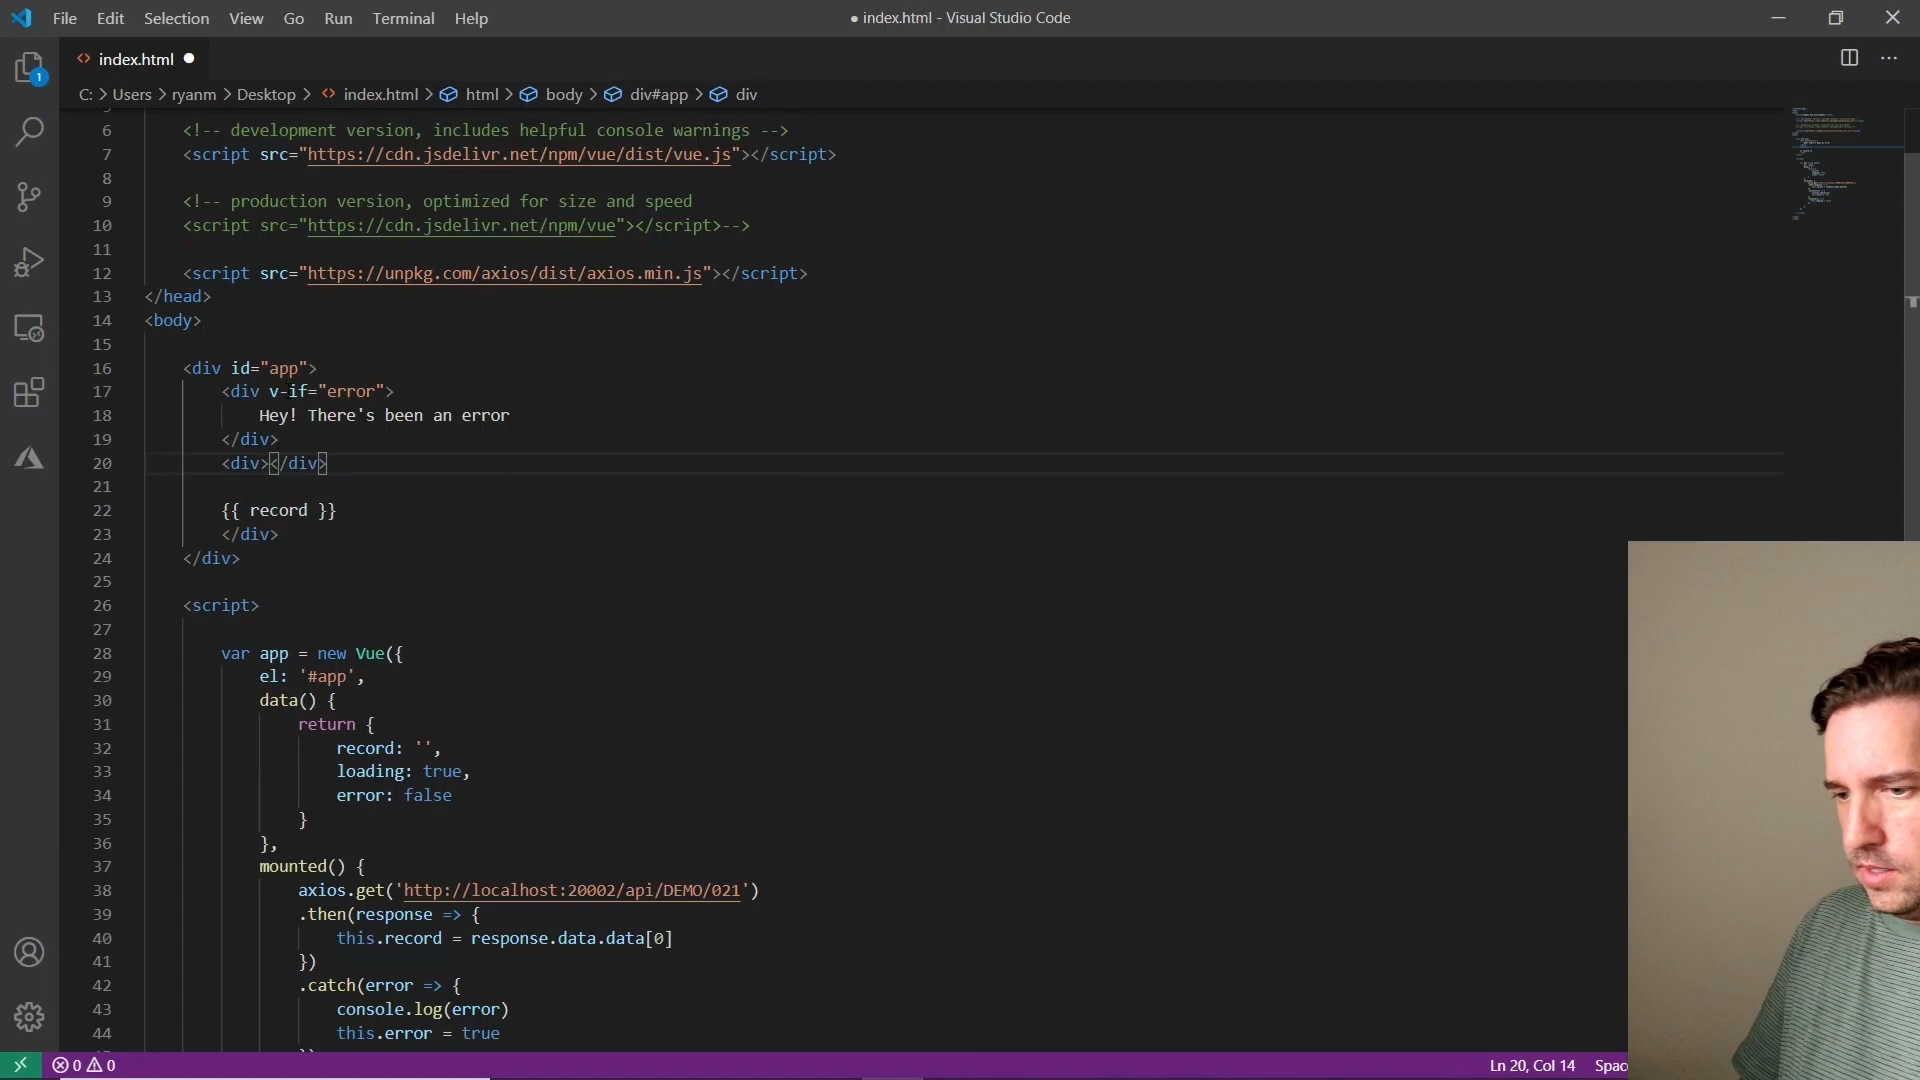 File Edit Selection View Go Run Terminal Help
● index.html - Visual Studio Code
1
index.html
C: > Users > ryanm > Desktop > index.html > html > body > div#app > div
6 <!-- development version, includes helpful console warnings -->
7 <script src="https://cdn.jsdelivr.net/npm/vue/dist/vue.js"></script>
8
9 <!-- production version, optimized for size and speed
10 <script src="https://cdn.jsdelivr.net/npm/vue"></script>-->
11
12 <script src="https://unpkg.com/axios/dist/axios.min.js"></script>
13 </head>
14 <body>
15
16 <div id="app">
17 <div v-if="error">
18 Hey! There's been an error
19 </div>
20 <div></div>
21
22 {{ record }}
23 </div>
24 </div>
25
26 <script>
27
28 var app = new Vue({
29 el: '#app',
30 data() {
31 return {
32 record: '',
33 loading: true,
34 error: false
35 }
36 },
37 mounted() {
38 axios.get('http://localhost:20002/api/DEMO/021')
39 .then(response => {
40 this.record = response.data.data[0]
41 })
42 .catch(error => {
43 console.log(error)
44 this.error = true
0 0
Ln 20, Col 14